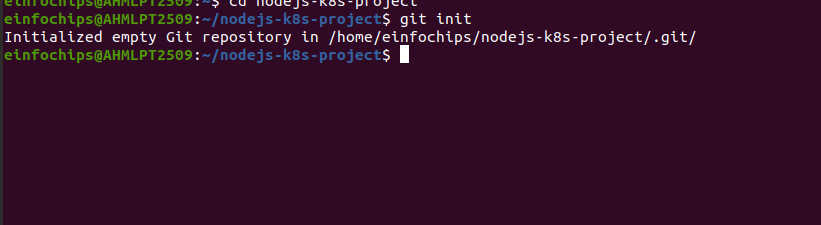 einfochips@AHMLPT2509:~$ cd nodejs-k8s-project
einfochips@AHMLPT2509:~/nodejs-k8s-project$ git init
Initialized empty Git repository in /home/einfochips/nodejs-k8s-project/.git/
einfochips@AHMLPT2509:~/nodejs-k8s-project$